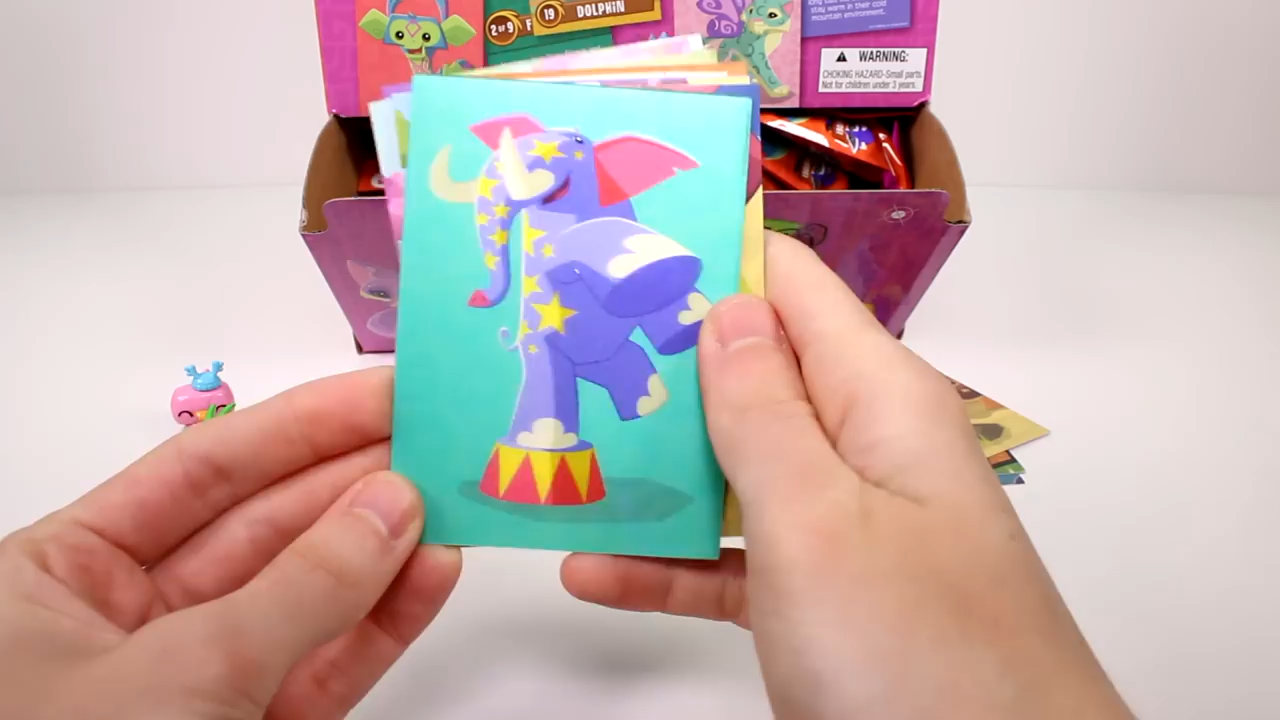 2 OF 9
19 DOLPHIN
stay warm in their cold
mountain environment.
WARNING:
CHOKING HAZARD-Small parts.
Not for children under 3 years.